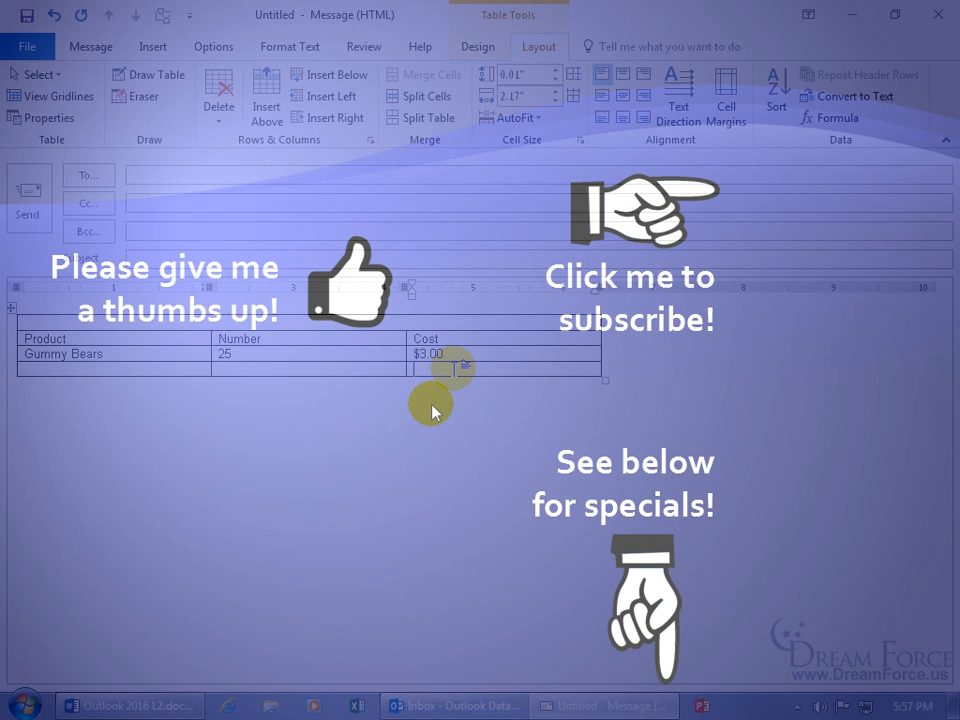 Untitled - Message (HTML)
Table Tools
File
Message
Insert
Options
Format Text
Review
Help
Design
Layout
Tell me what you want to do
Select
View Gridlines
Properties
Table
Draw Table
Eraser
Draw
Delete
Insert Above
Insert Below
Insert Left
Insert Right
Rows & Columns
Merge Cells
Split Cells
Split Table
Merge
0.01"
2.17"
AutoFit
Cell Size
Text Direction
Cell Margins
Alignment
Sort
Repeat Header Rows
Convert to Text
Formula
Data
Send
To...
Cc...
Bcc...
Subject
Please give me
a thumbs up!
Click me to
subscribe!
Product Number Cost
Gummy Bears 25 $3.00
See below
for specials!
DREAM FORCE
www.DreamForce.us
Outlook 2016 L2.doc...
Inbox - Outlook Data...
Untitled - Message (...
5:57 PM